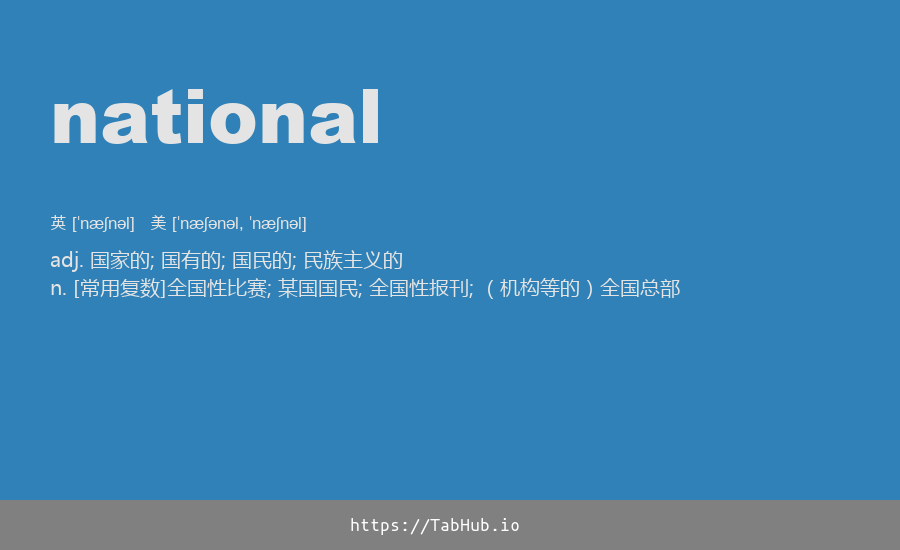 national
英 [ˈnæʃnəl] 美 [ˈnæʃənəl, ˈnæʃnəl]
adj. 国家的; 国有的; 国民的; 民族主义的
n. [常用复数]全国性比赛; 某国国民; 全国性报刊; （机构等的）全国总部
https://TabHub.io